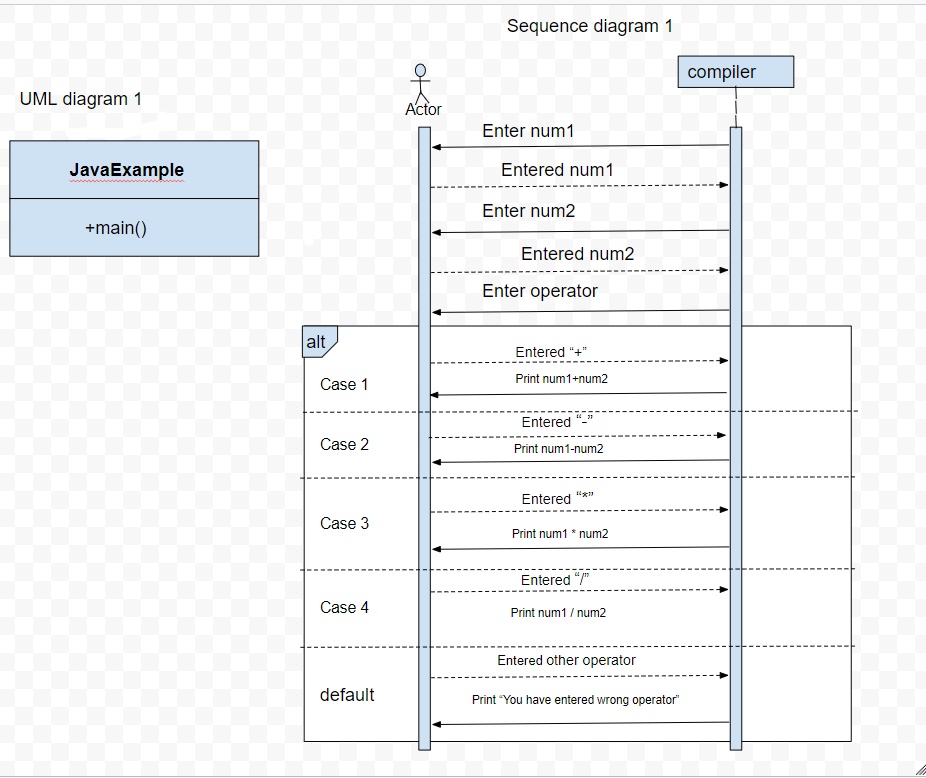 Sequence diagram 1
compiler
Actor
UML diagram 1
JavaExample
+main()
Enter num1
Entered num1
Enter num2
Entered num2
Enter operator
alt
Entered “+”
Print num1+num2
Case 1
Entered “-”
Case 2
Print num1-num2
Entered “*”
Case 3
Print num1 * num2
Entered “/”
Case 4
Print num1 / num2
Entered other operator
default
Print “You have entered wrong operator”